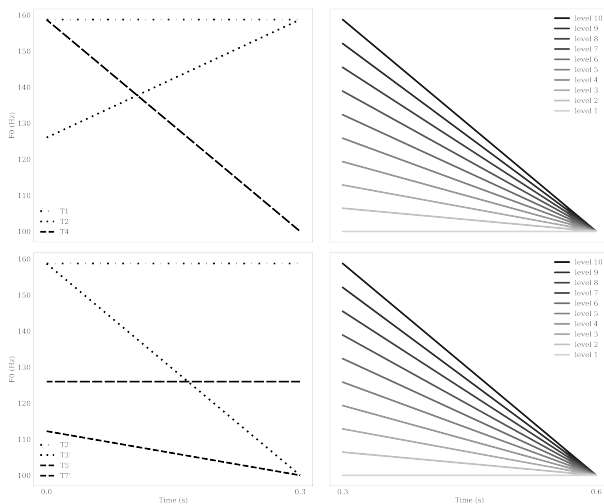 160
150
140
130
120
110
100
F0 (Hz)
T1
T2
T4
level 10
level 9
level 8
level 7
level 6
level 5
level 4
level 3
level 2
level 1
160
150
140
130
120
110
100
F0 (Hz)
T2
T3
T5
T7
0.0
0.3
Time (s)
level 10
level 9
level 8
level 7
level 6
level 5
level 4
level 3
level 2
level 1
0.3
0.6
Time (s)